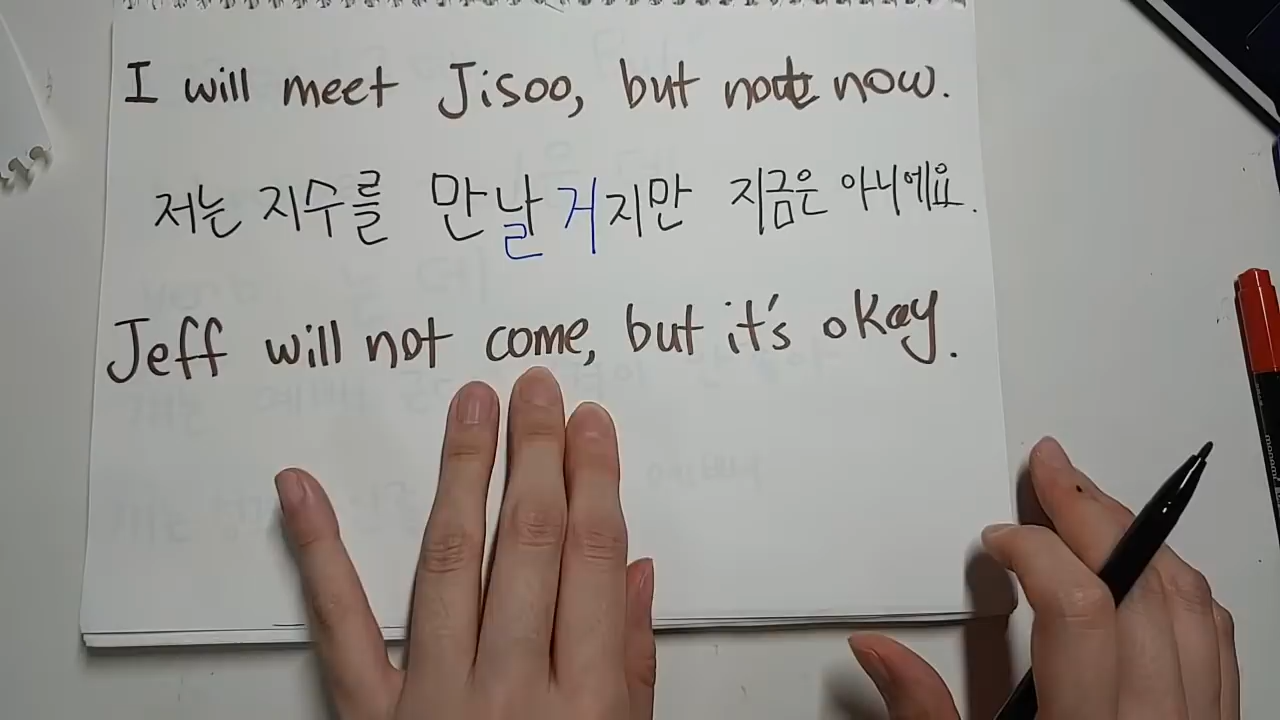 I will meet Jisoo, but not now.
저는 지수를 만날 거지만 지금은 아니에요.
Jeff will not come, but it's okay.